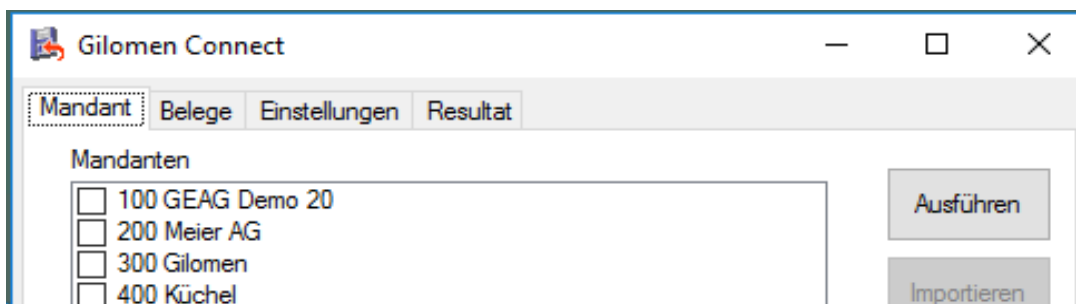 Gilomen Connect
Mandant Belege Einstellungen Resultat
Mandanten
100 GEAG Demo 20
Ausführen
200 Meier AG
300 Gilomen
400 Küchel
Importieren